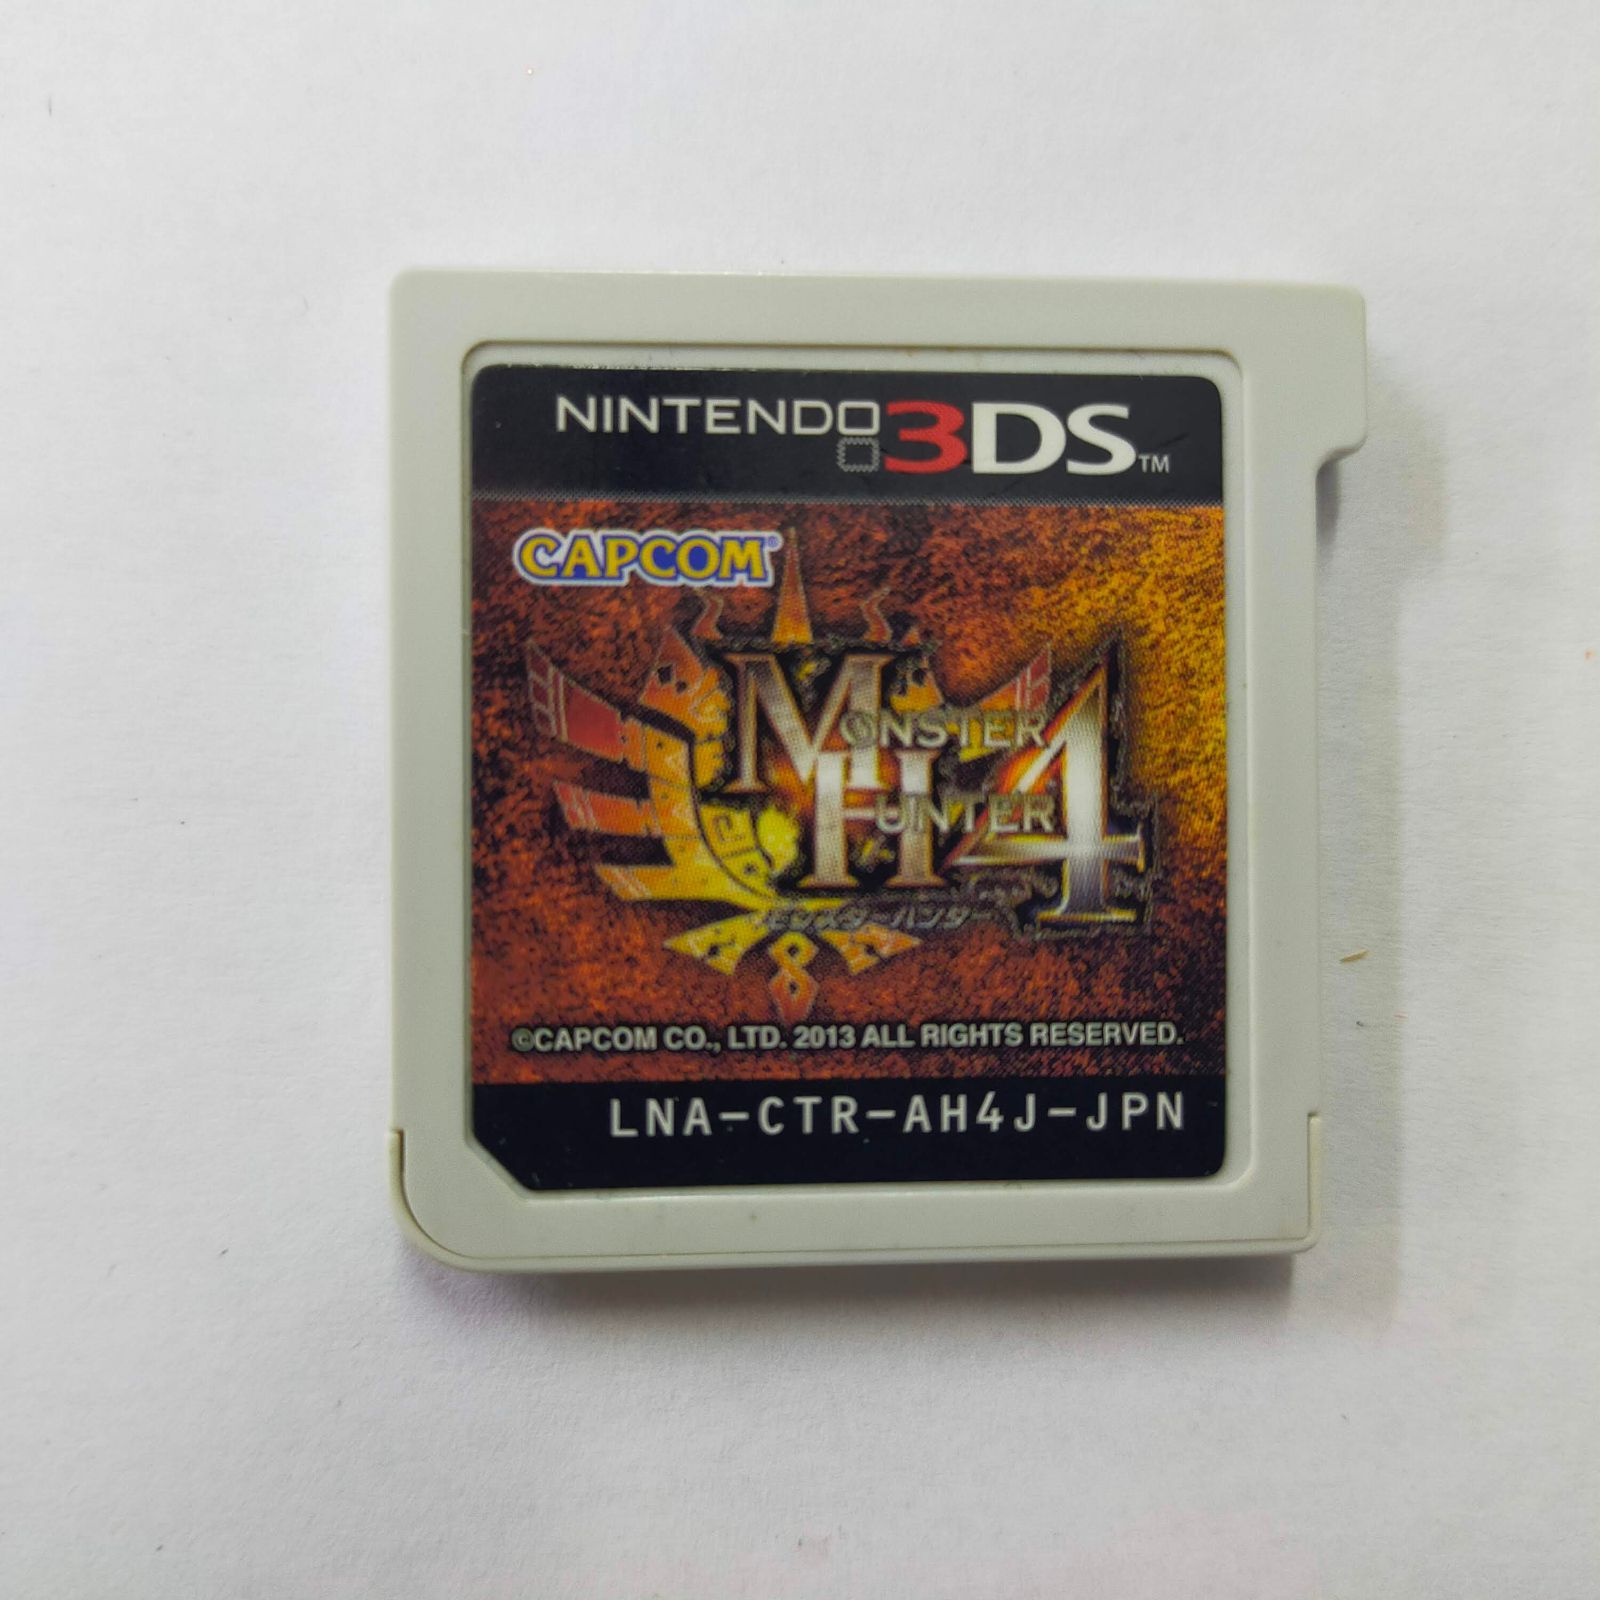 NINTENDO 3DS™
CAPCOM®
MONSTER
HUNTER 4
モンスターハンター
©CAPCOM CO., LTD. 2013 ALL RIGHTS RESERVED.
LNA-CTR-AH4J-JPN